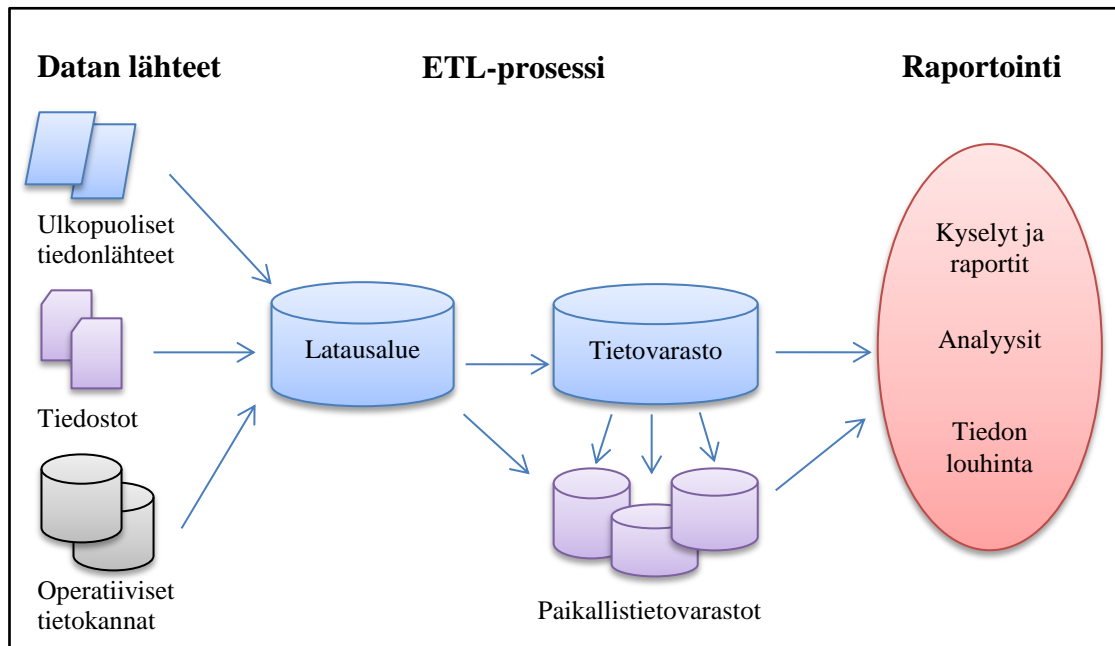 Datan lähteet
ETL-prosessi
Raportointi
Ulkopuoliset
tiedonlähteet
Tiedostot
Operatiiviset
tietokannat
Latausalue
Tietovarasto
Paikallistietovarastot
Kyselyt ja
raportit
Analyysit
Tiedon
louhinta